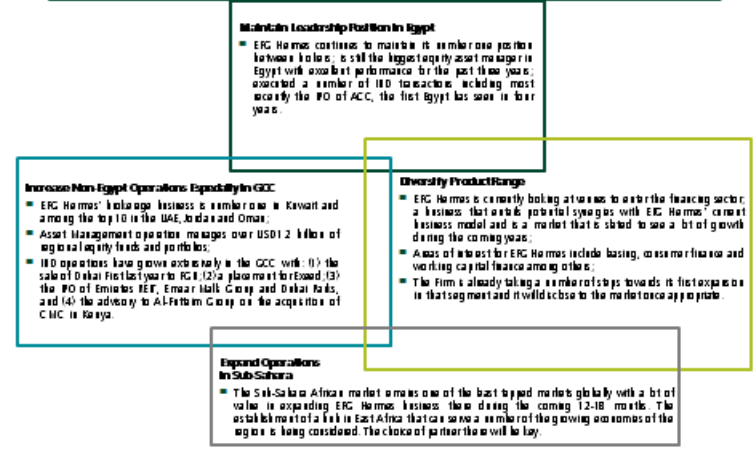 Maintain Leadership Position in Egypt
EFG Hermes continues to maintain its number one position
between brokers; is still the biggest equity asset manager in
Egypt with excellent performance for the past three years;
executed a number of IBD transactions including most
recently the IPO of ACC, the first Egypt has seen in four
years.
Increase Non-Egypt Operations Especially in GCC
EFG Hermes' brokerage business is number one in Kuwait and
among the top 10 in the UAE, Jordan and Oman;
Asset Management operation manages over USD1.2 billion of
regional equity funds and portfolios;
IBD operations have grown extensively in the GCC with: (1) the
sale of Dubai First last year to FGB; (2) a placement for Exeed; (3)
the IPO of Emirates REIT, Emaar Malls Group and Dubai Parks,
and (4) the advisory to Al-Futtaim Group on the acquisition of
CMC in Kenya.
Diversify Product Range
EFG Hermes is currently looking at venues to enter the financing sector;
a business that entails potential synergies with EFG Hermes' current
business model and is a market that is slated to see a lot of growth
during the coming years;
Areas of interest for EFG Hermes include leasing, consumer finance and
working capital finance among others;
The Firm is already taking a number of steps towards its first expansion
in that segment and it will disclose to the market once appropriate.
Expand Operations
in Sub-Sahara
The Sub-Sahara African market remains one of the least tapped markets globally with a lot of
value in expanding EFG Hermes business there during the coming 12-18 months. The
establishment of a hub in East Africa that can serve a number of the growing economies of the
region is being considered. The choice of partner there will be key.